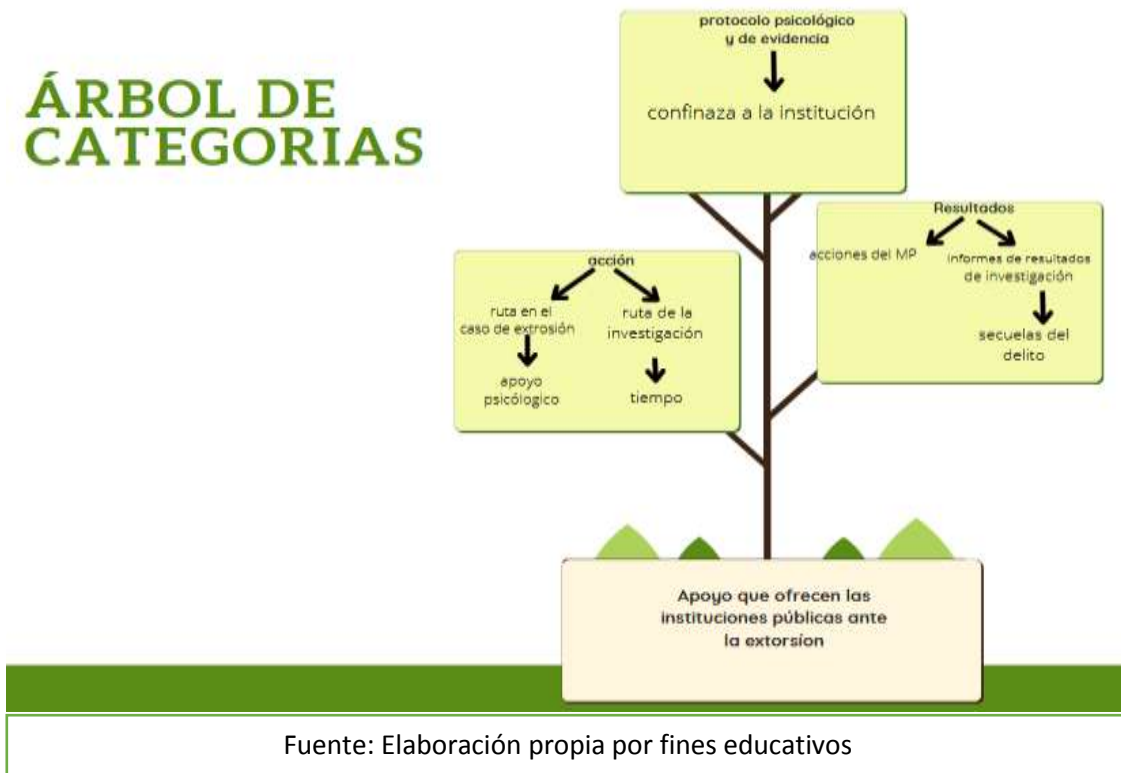 ÁRBOL DE
CATEGORIAS
protocolo psicológico
y de evidencia
confinaza a la institución
Resultados
acciones del MP
informes de resultados
de investigación
secuelas del
delito
acción
ruta en el
caso de extrosión
ruta de la
investigación
apoyo
psicólogico
tiempo
Apoyo que ofrecen las
instituciones públicas ante
la extorsíon
Fuente: Elaboración propia por fines educativos